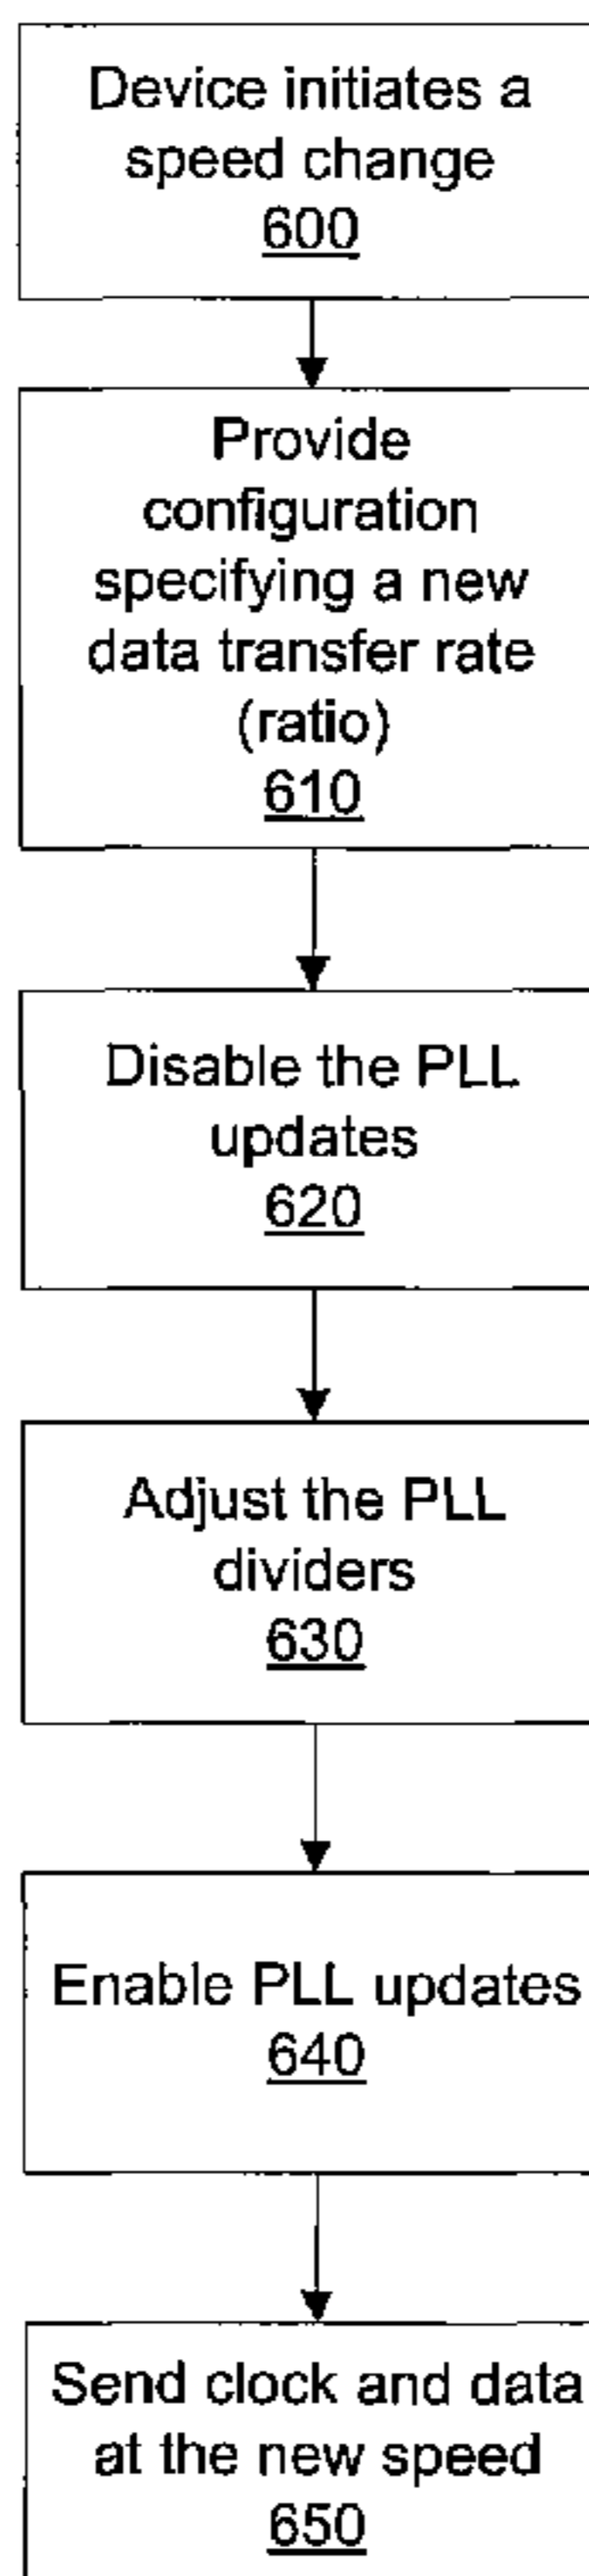 Device initiates a
speed change
600
Provide
configuration
specifying a new
data transfer rate
(ratio)
610
Disable the PLL
updates
620
Adjust the PLL
dividers
630
Enable PLL updates
640
Send clock and data
at the new speed
650